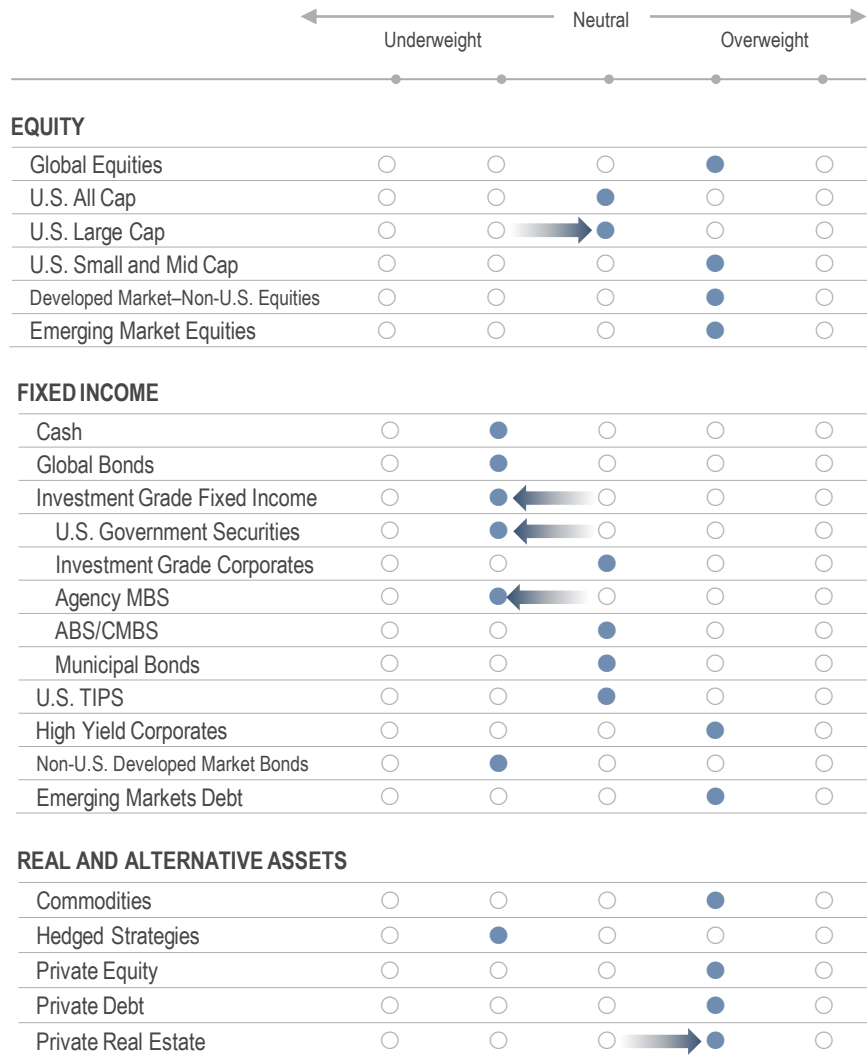 Neutral
Underweight Overweight
EQUITY
Global Equities
U.S. All Cap
U.S. Large Cap
U.S. Small and Mid Cap
Developed Market–Non-U.S. Equities
Emerging Market Equities
FIXED INCOME
Cash
Global Bonds
Investment Grade Fixed Income
U.S. Government Securities
Investment Grade Corporates
Agency MBS
ABS/CMBS
Municipal Bonds
U.S. TIPS
High Yield Corporates
Non-U.S. Developed Market Bonds
Emerging Markets Debt
REAL AND ALTERNATIVE ASSETS
Commodities
Hedged Strategies
Private Equity
Private Debt
Private Real Estate